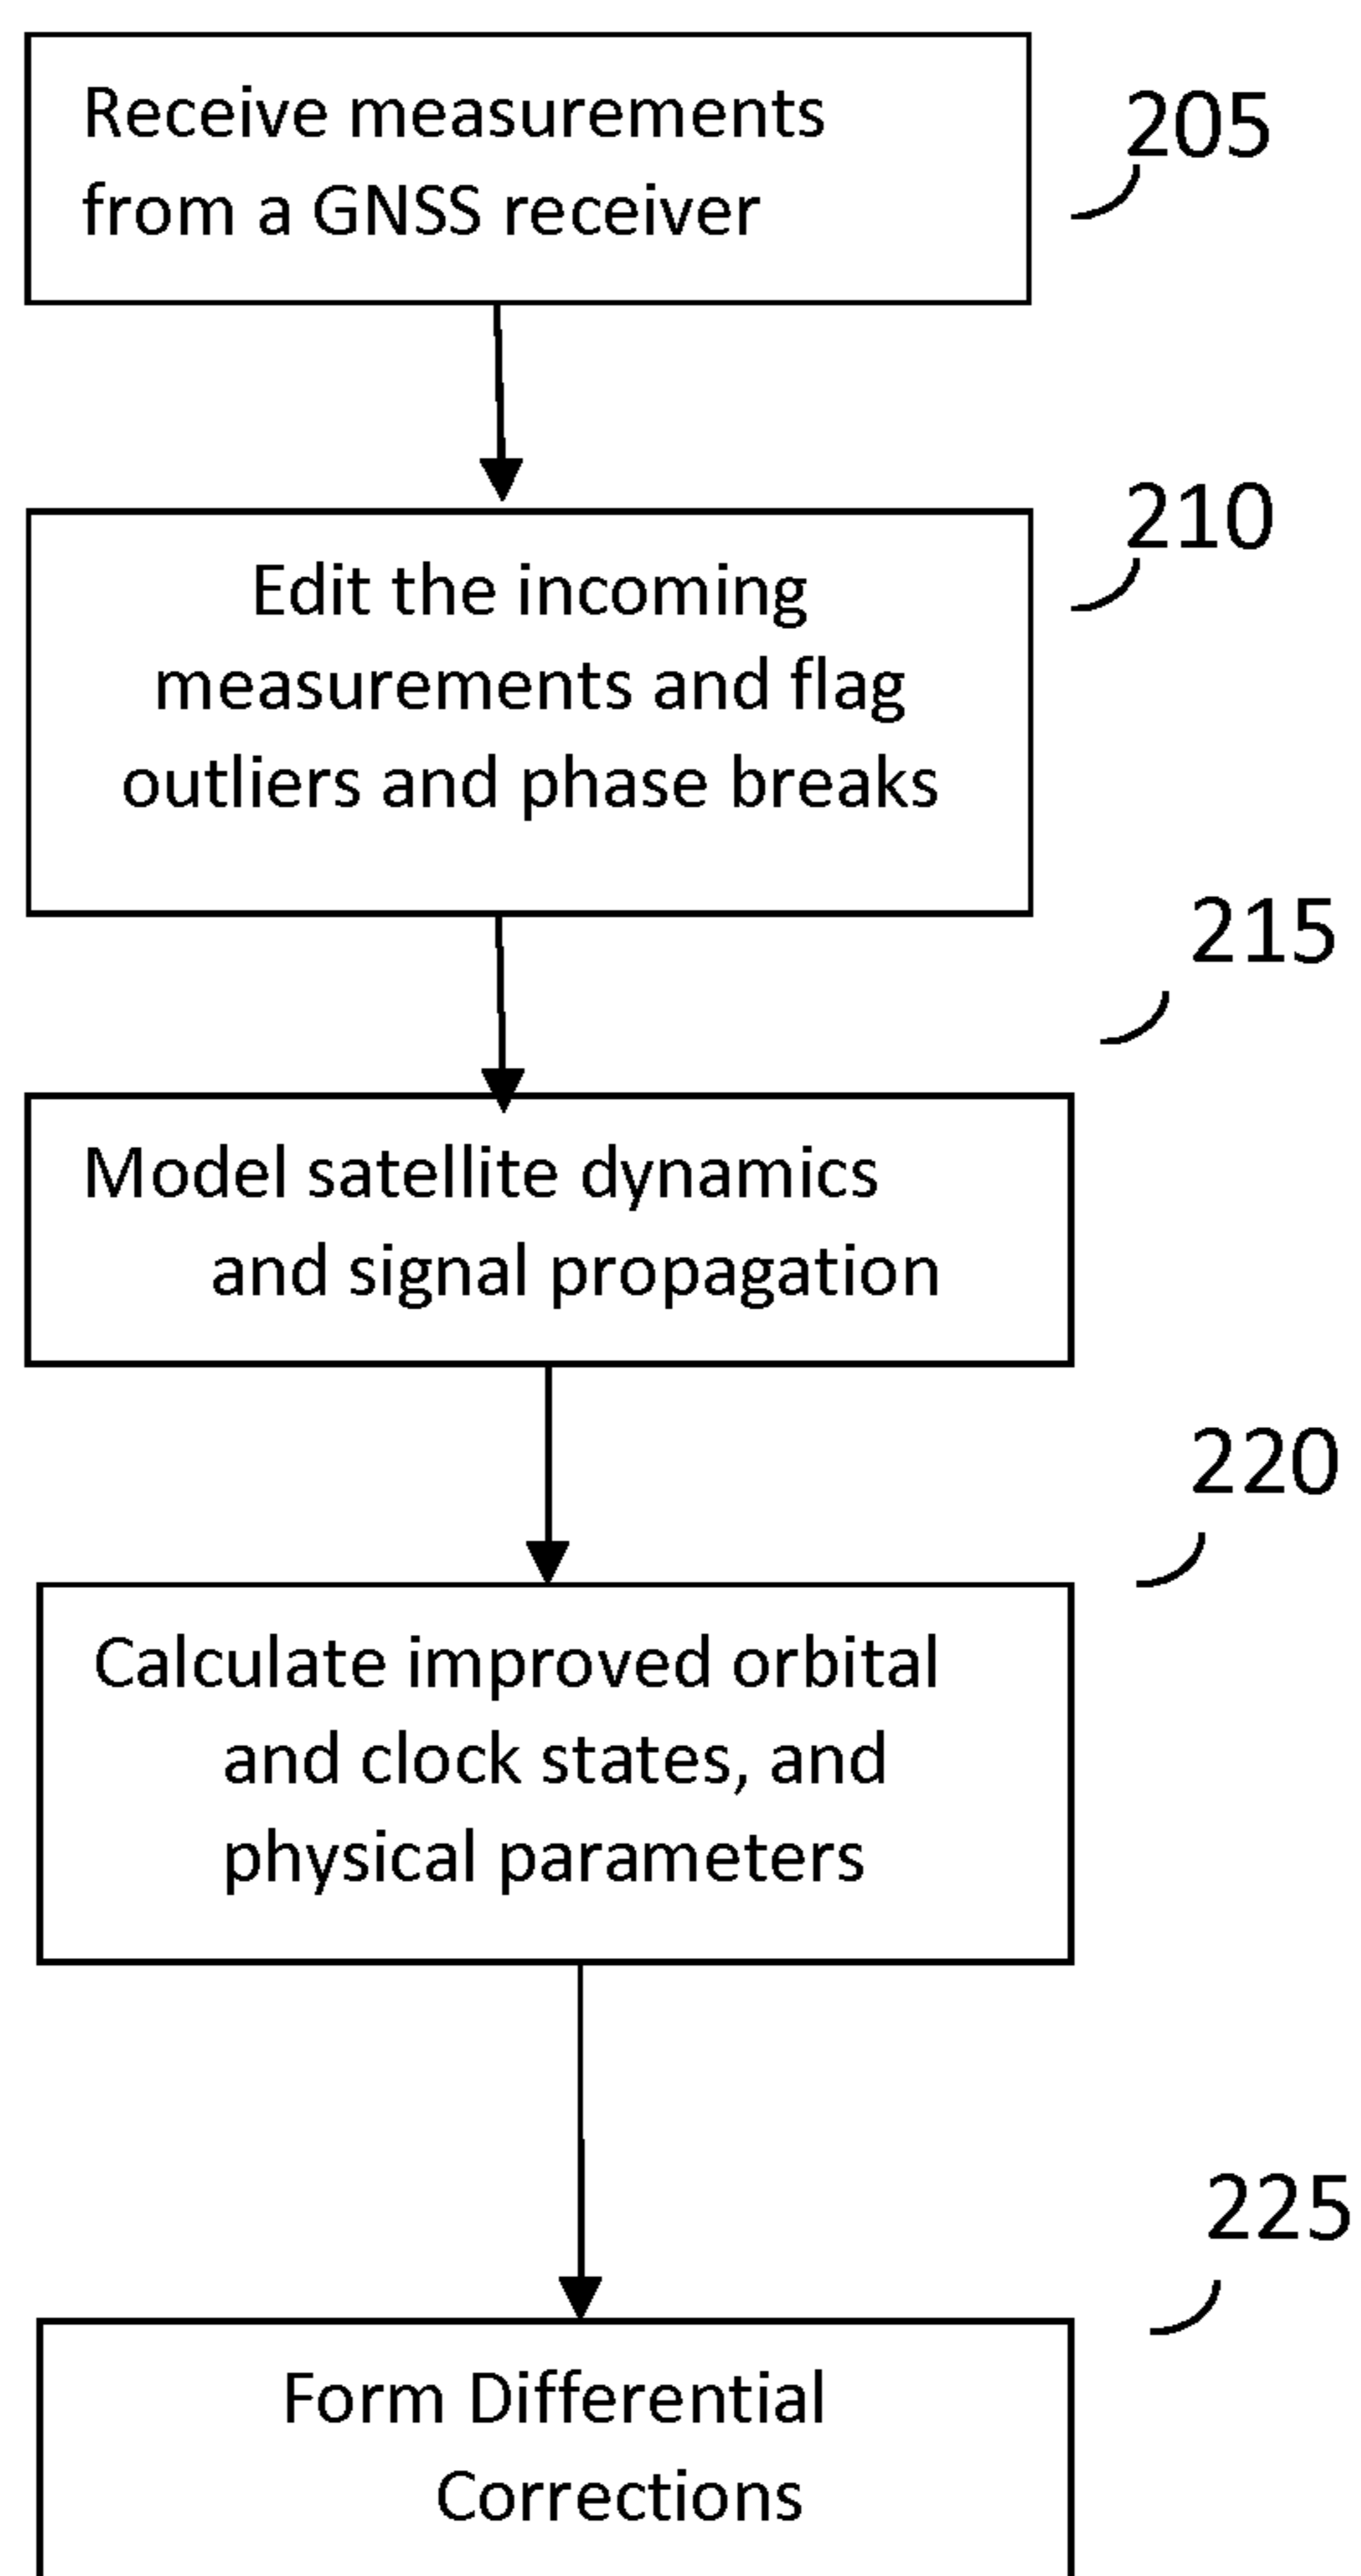 Receive measurements
from a GNSS receiver
205
Edit the incoming
measurements and flag
outliers and phase breaks
210
Model satellite dynamics
and signal propagation
215
Calculate improved orbital
and clock states, and
physical parameters
220
Form Differential
Corrections
225